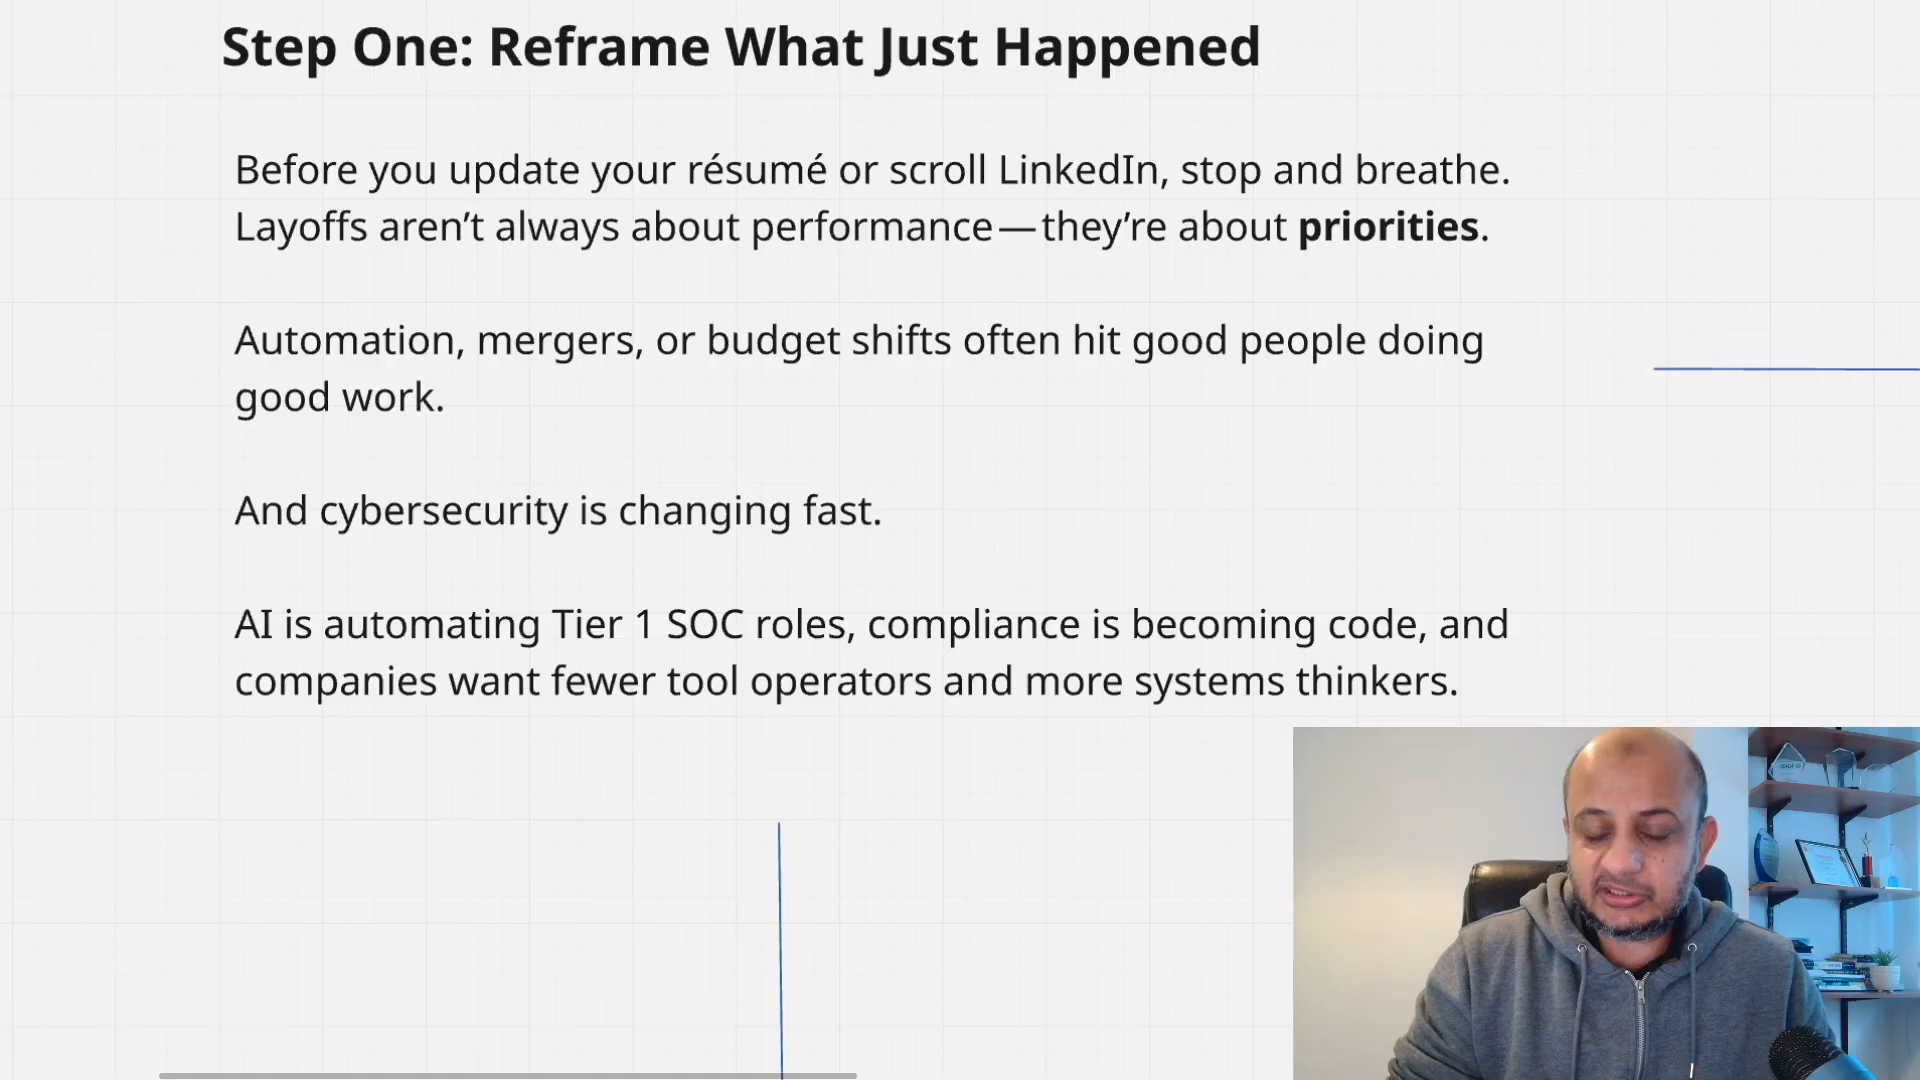 Step One: Reframe What Just Happened
Before you update your résumé or scroll LinkedIn, stop and breathe.
Layoffs aren’t always about performance — they’re about priorities.
Automation, mergers, or budget shifts often hit good people doing
good work.
And cybersecurity is changing fast.
AI is automating Tier 1 SOC roles, compliance is becoming code, and
companies want fewer tool operators and more systems thinkers.